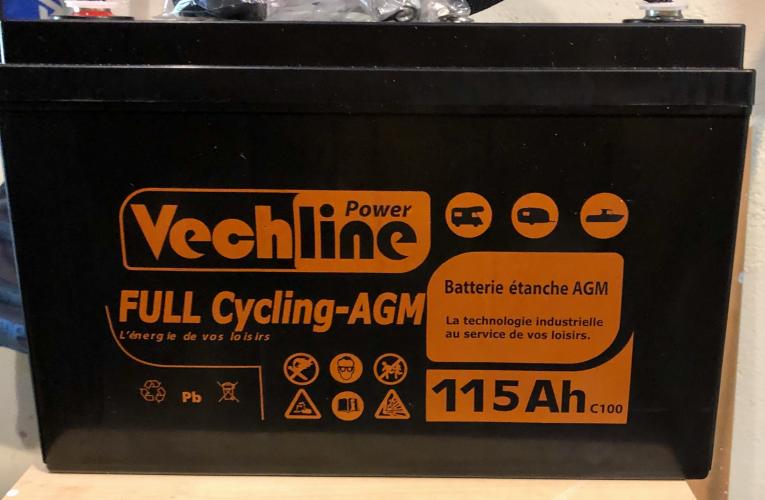 Vechline
Power
FULL Cycling-AGM
L'énergie de vos loisirs
Batterie étanche AGM
La technologie industrielle
au service de vos loisirs.
Pb
115Ah C100